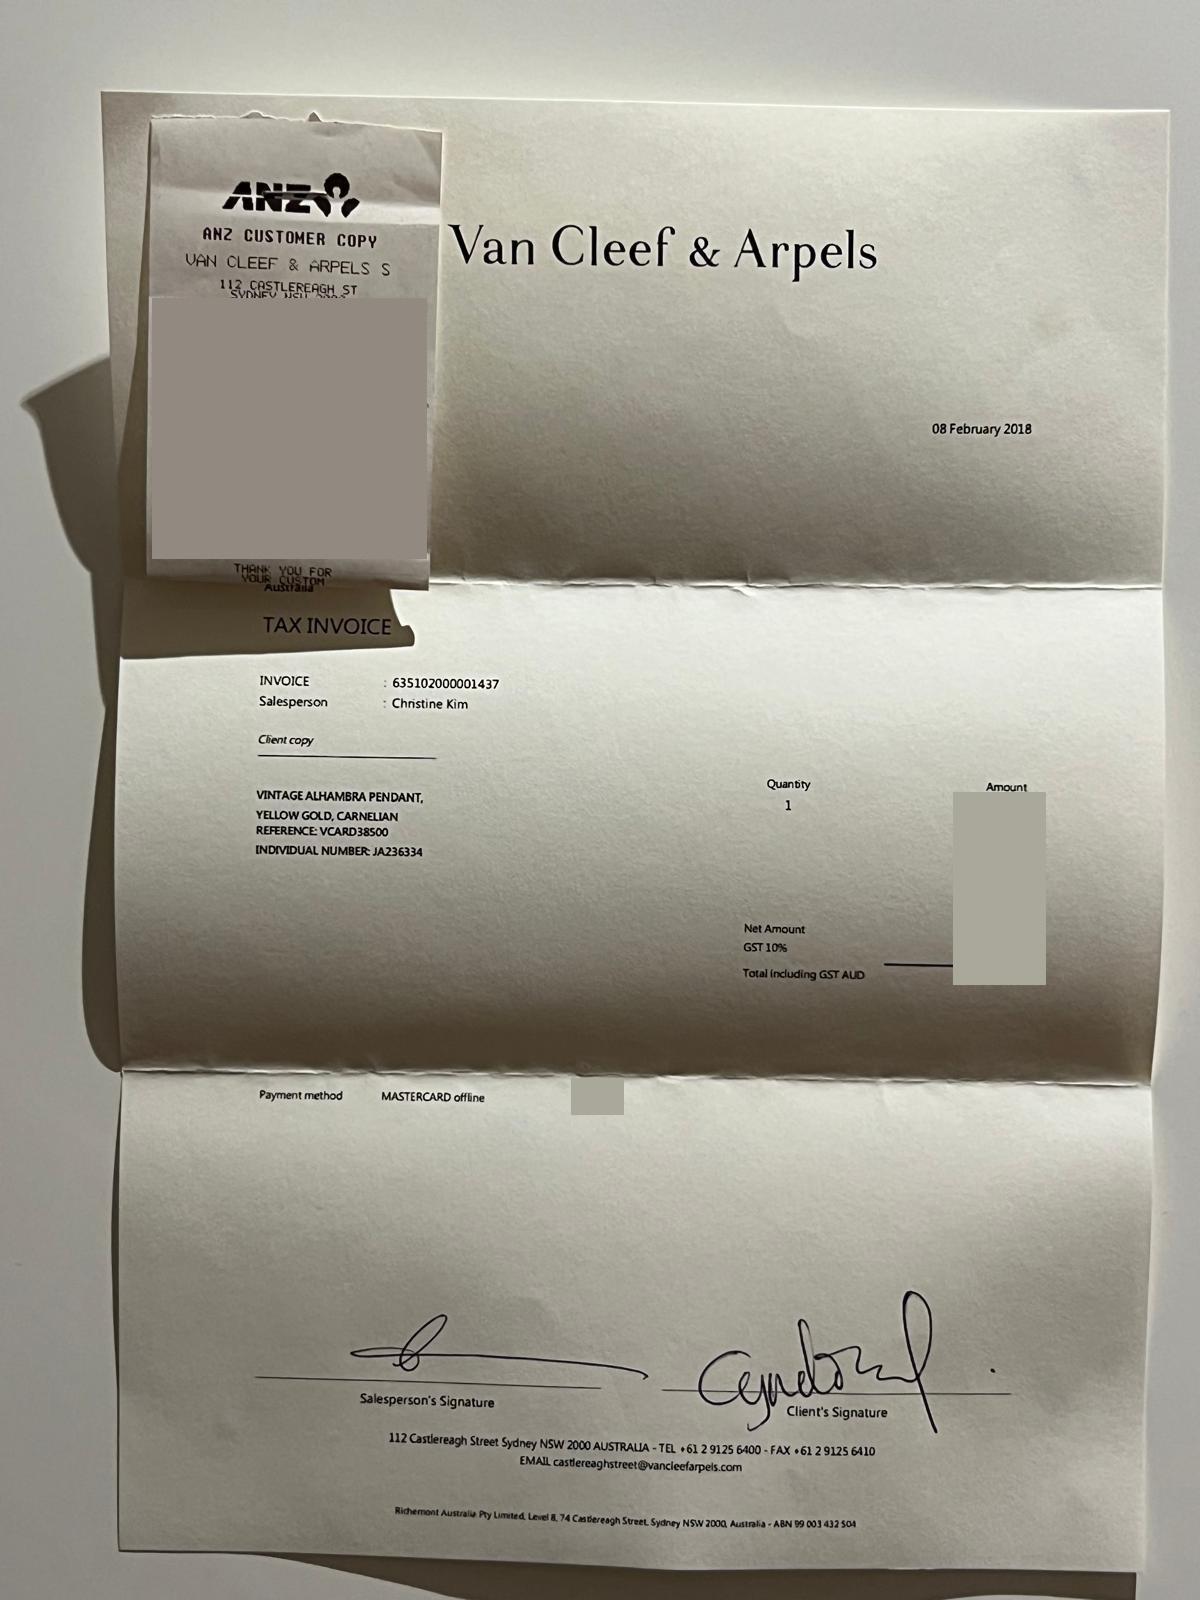 ANZ
ANZ CUSTOMER COPY
VAN CLEEF & ARPELS S
112 CASTLEREAGH ST
SYDNEY NSW
THANK YOU FOR
YOUR CUSTOM
Van Cleef & Arpels
08 February 2018
Australia
TAX INVOICE
INVOICE : 635102000001437
Salesperson : Christine Kim
Client copy
Quantity Amount
VINTAGE ALHAMBRA PENDANT, 1
YELLOW GOLD, CARNELIAN
REFERENCE: VCARD38500
INDIVIDUAL NUMBER: JA236334
Net Amount
GST 10%
Total including GST AUD
Payment method MASTERCARD offline
Salesperson's Signature
Client's Signature
112 Castlereagh Street Sydney NSW 2000 AUSTRALIA - TEL +61 2 9125 6400 - FAX +61 2 9125 6410
EMAIL castlereaghstreet@vancleefarpels.com
Richemont Australia Pty Limited, Level 8, 74 Castlereagh Street, Sydney NSW 2000, Australia - ABN 99 003 432 504